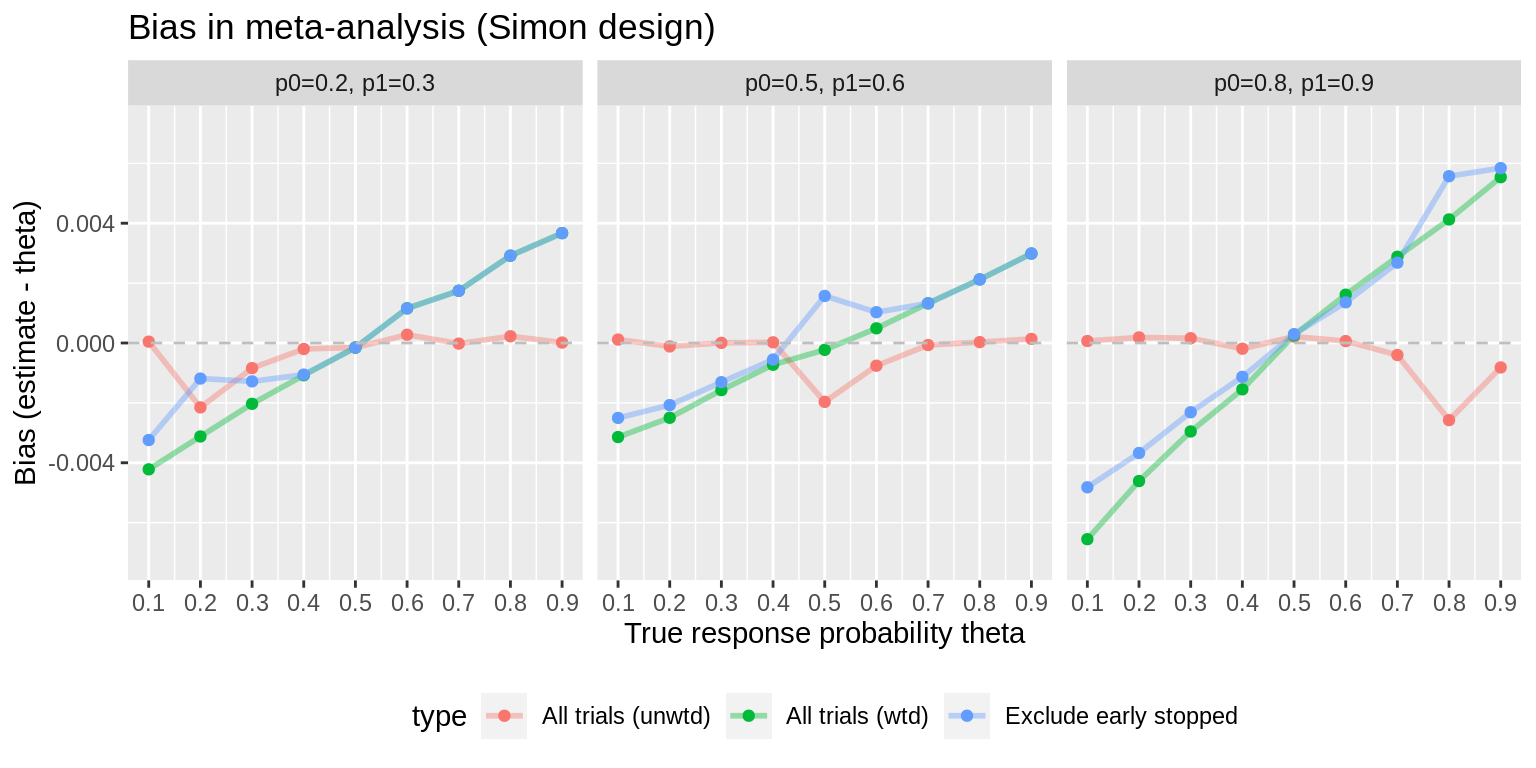 Bias in meta-analysis (Simon design)
p0=0.2, p1=0.3
p0=0.5, p1=0.6
p0=0.8, p1=0.9
Bias (estimate - theta)
0.004
0.000
-0.004
0.1 0.2 0.3 0.4 0.5 0.6 0.7 0.8 0.9
0.1 0.2 0.3 0.4 0.5 0.6 0.7 0.8 0.9
0.1 0.2 0.3 0.4 0.5 0.6 0.7 0.8 0.9
True response probability theta
type All trials (unwtd) All trials (wtd) Exclude early stopped